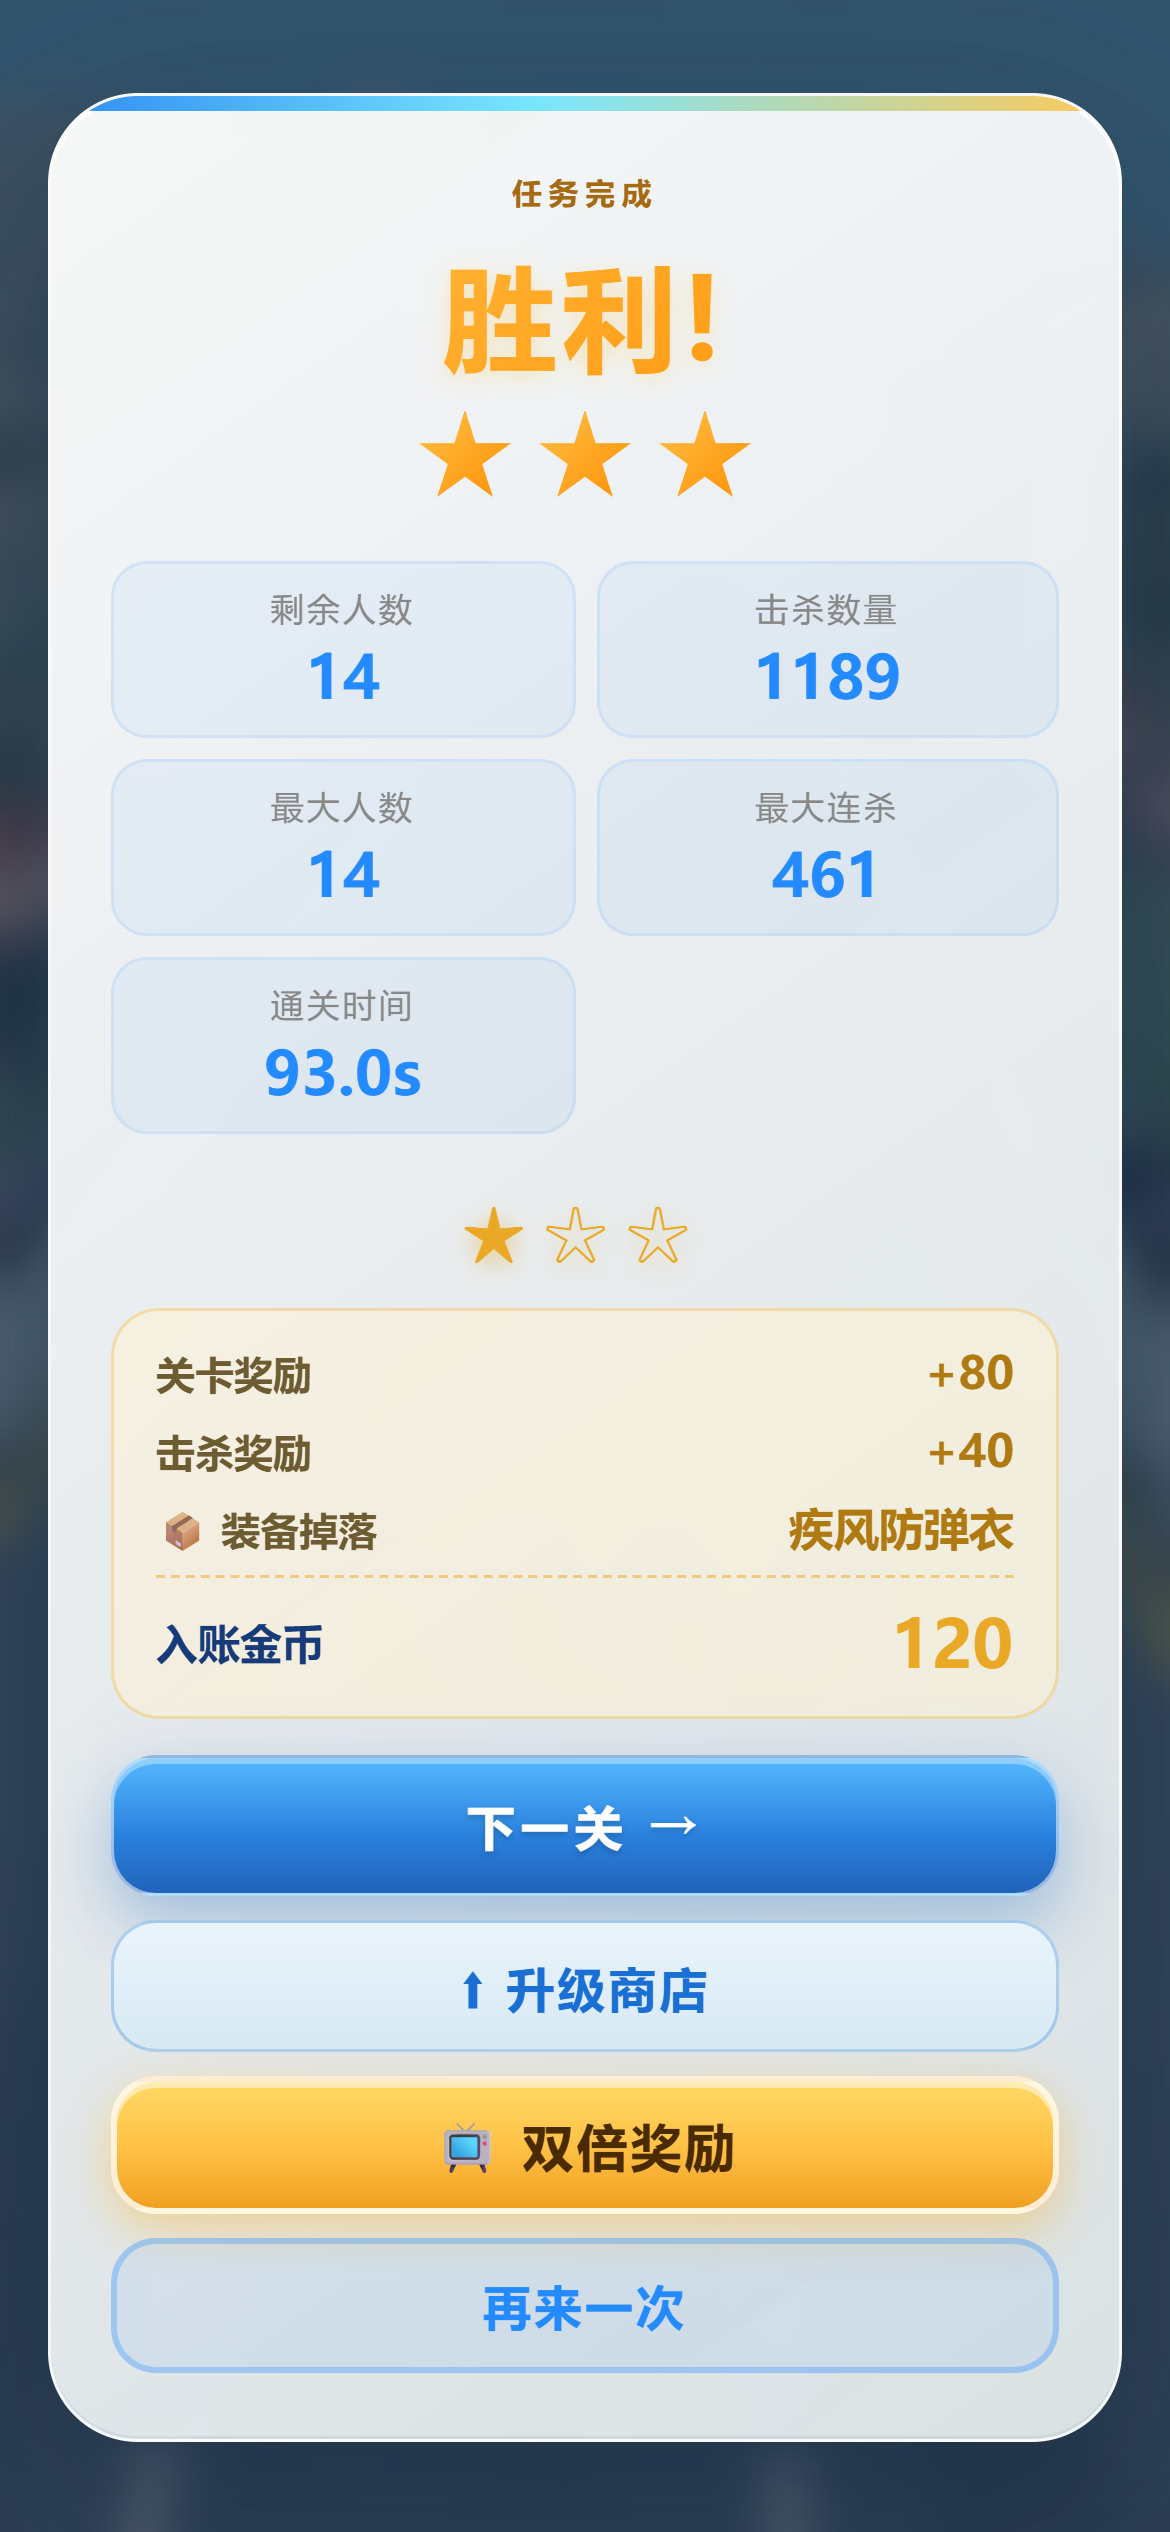 任务完成
胜利!
★ ★ ★
剩余人数
14
击杀数量
1189
最大人数
14
最大连杀
461
通关时间
93.0s
★ ☆ ☆
关卡奖励 +80
击杀奖励 +40
📦 装备掉落 疾风防弹衣
入账金币 120
下一关 →
⬆ 升级商店
📺 双倍奖励
再来一次